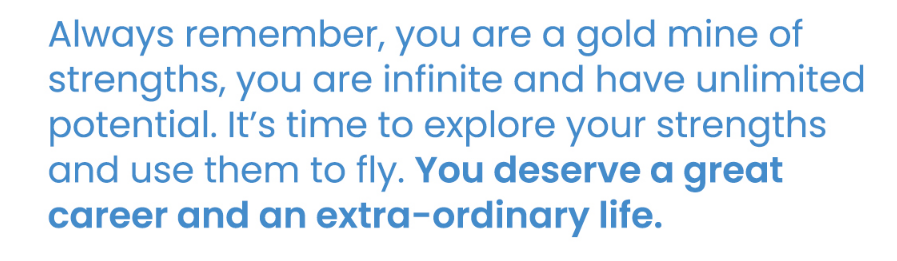 Always remember, you are a gold mine of
strengths, you are infinite and have unlimited
potential. It’s time to explore your strengths
and use them to fly. You deserve a great
career and an extra-ordinary life.